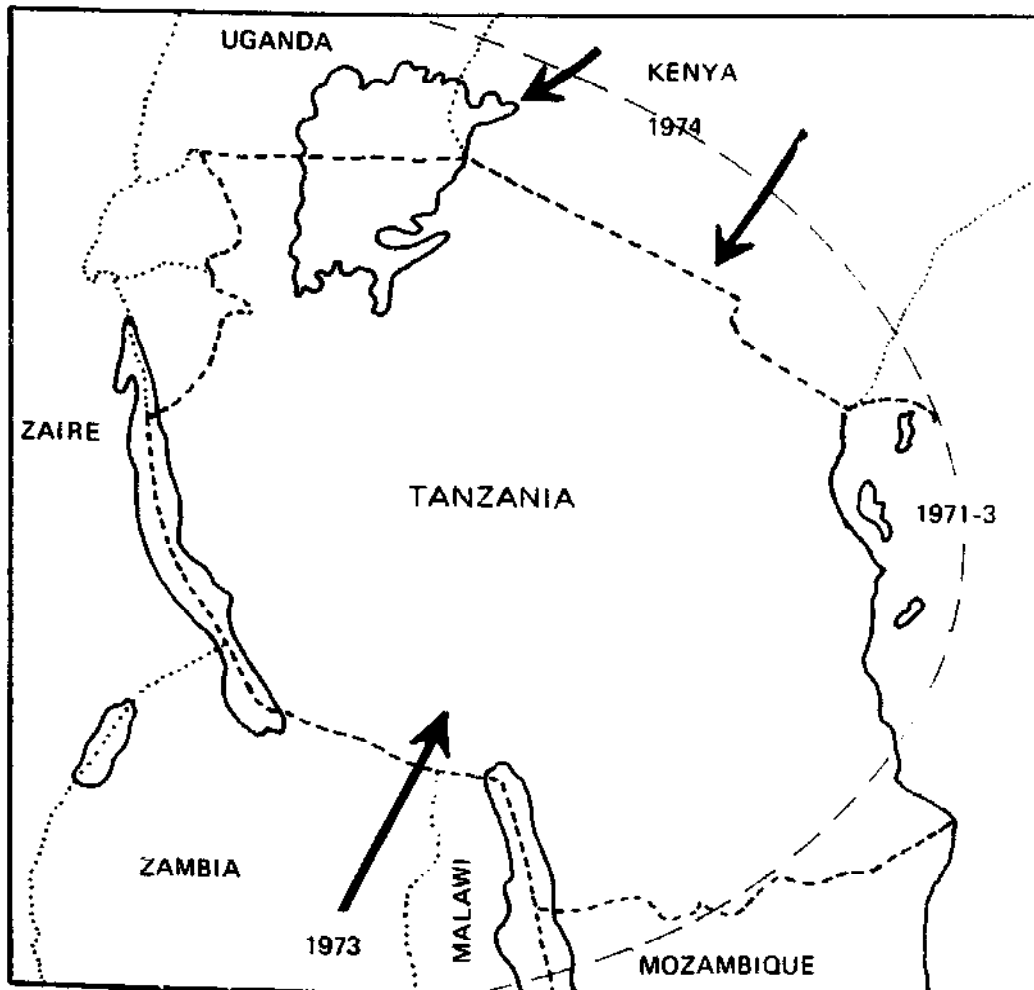 UGANDA
KENYA
1974
ZAIRE
TANZANIA
1971-3
ZAMBIA
MALAWI
1973
MOZAMBIQUE